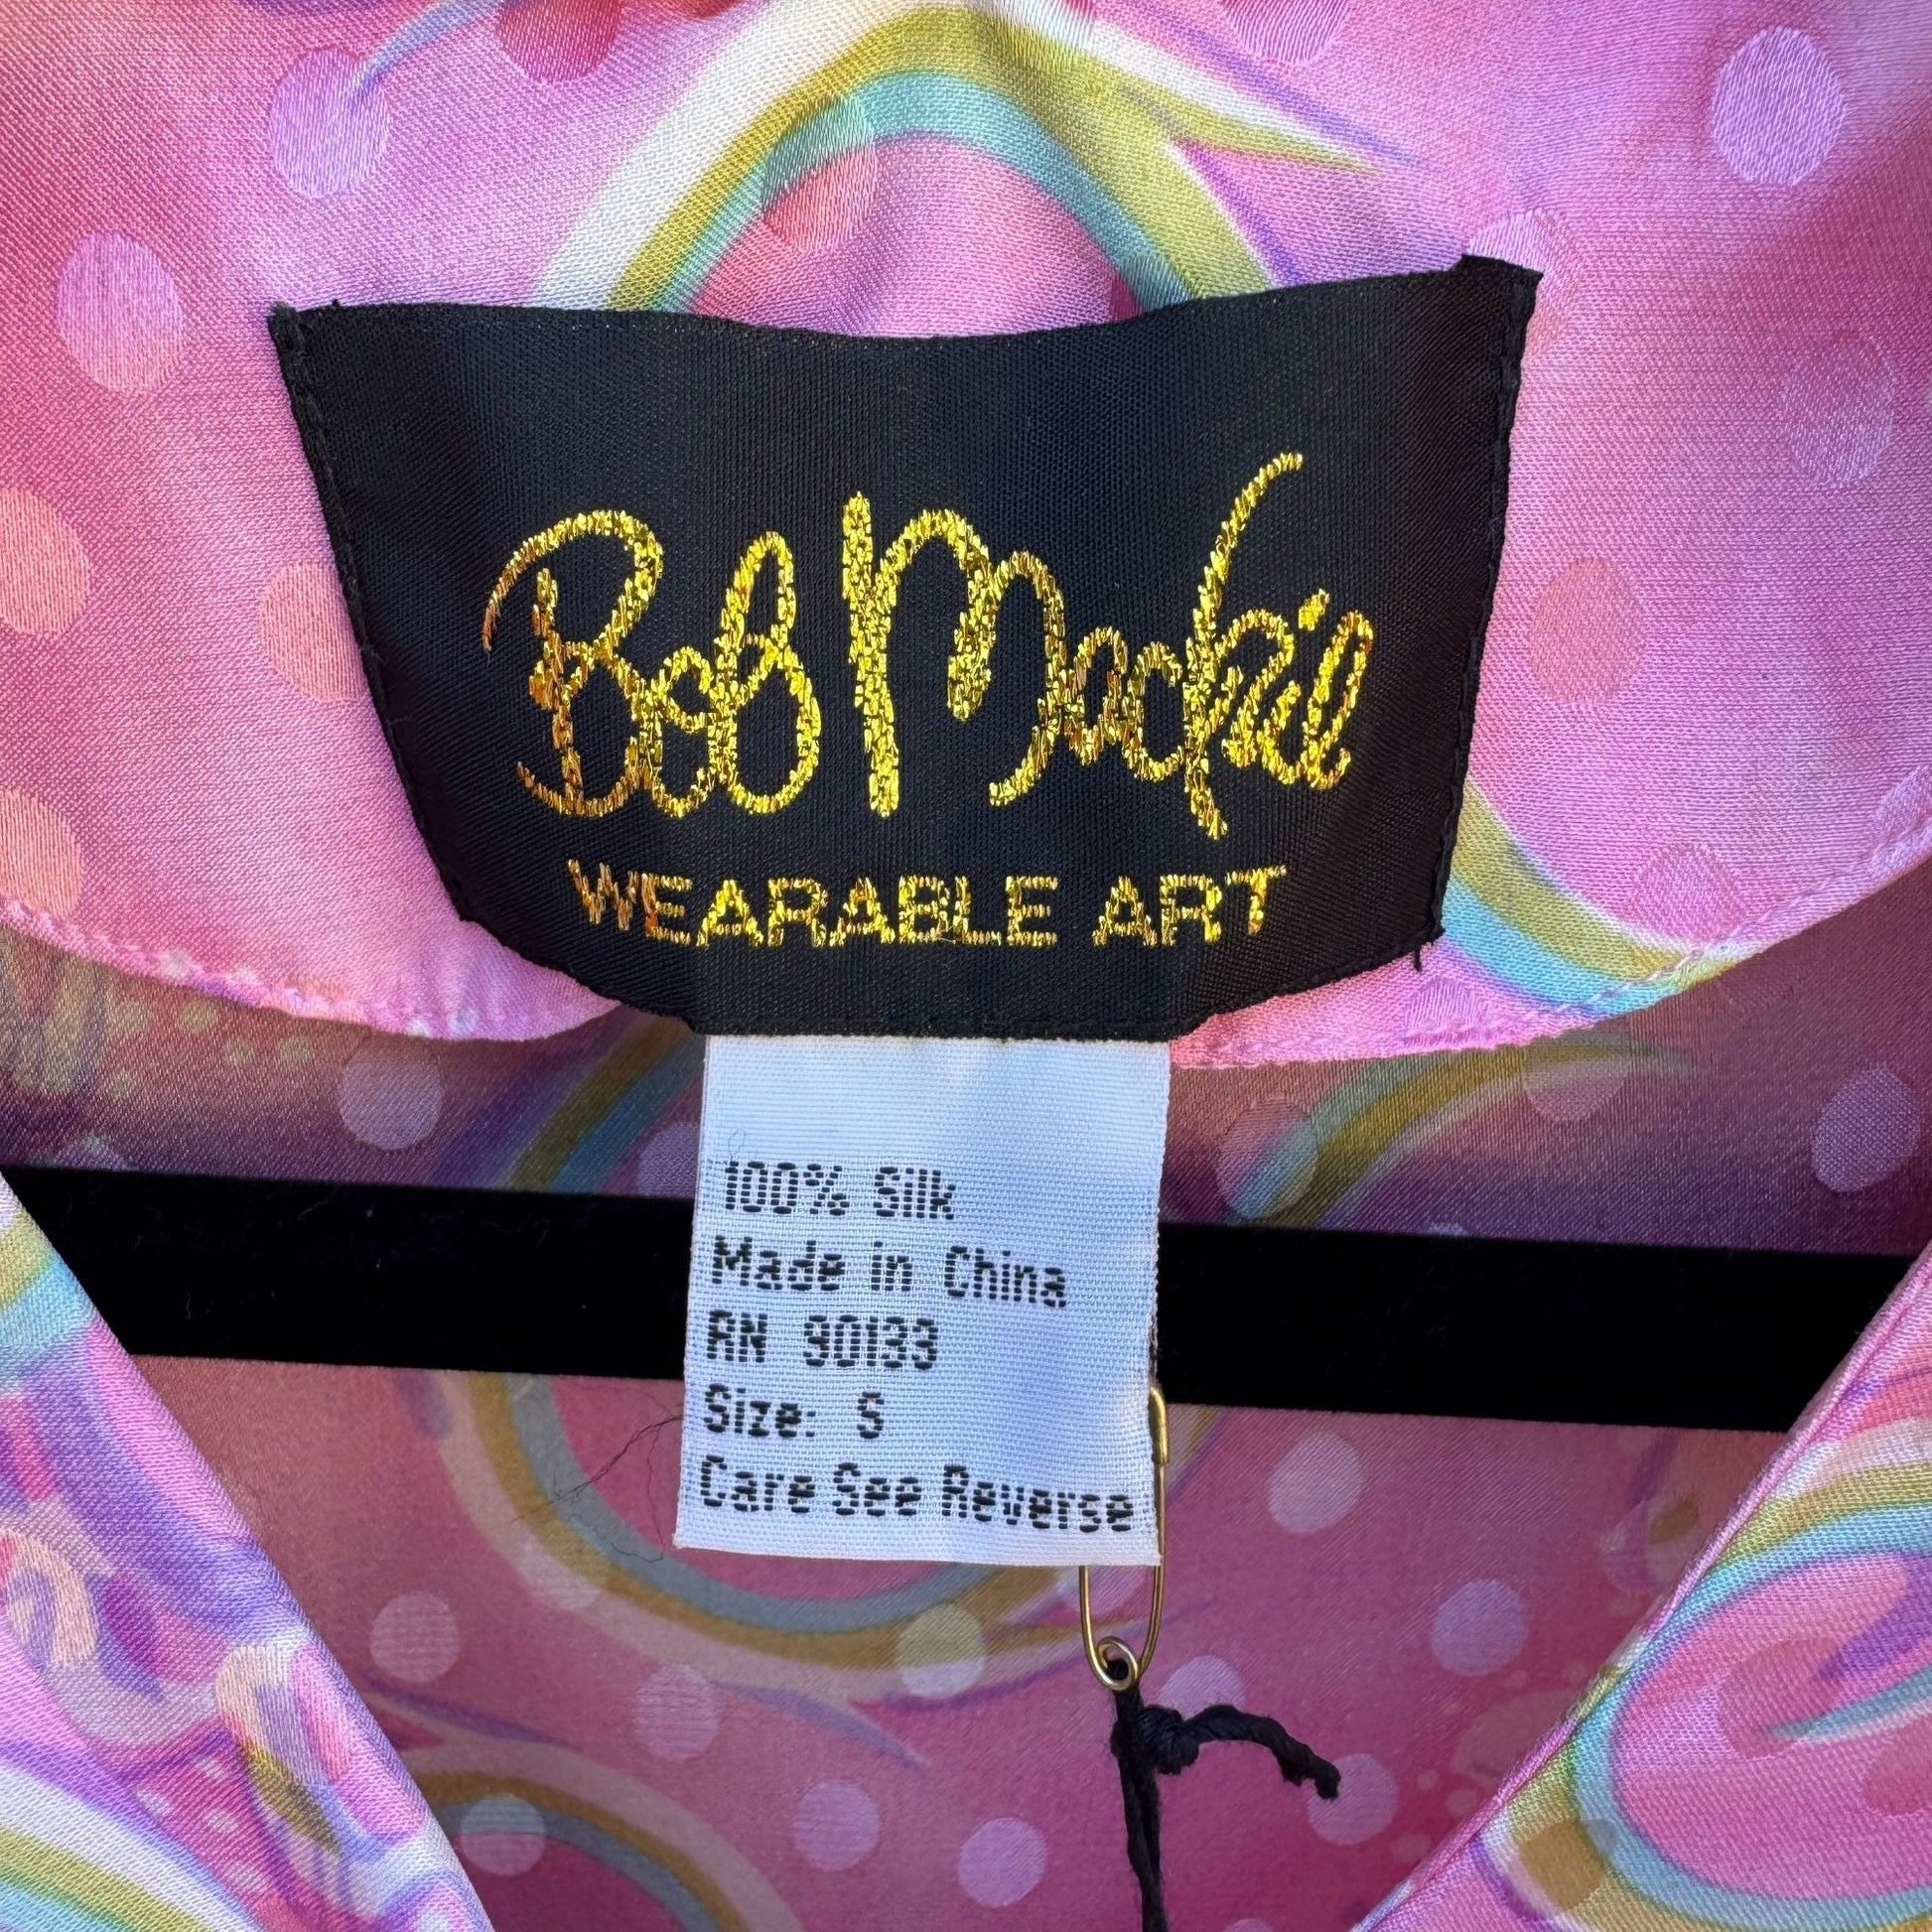 Bob Mackie
WEARABLE ART
100% Silk
Made in China
RN 90133
Size: S
Care See Reverse